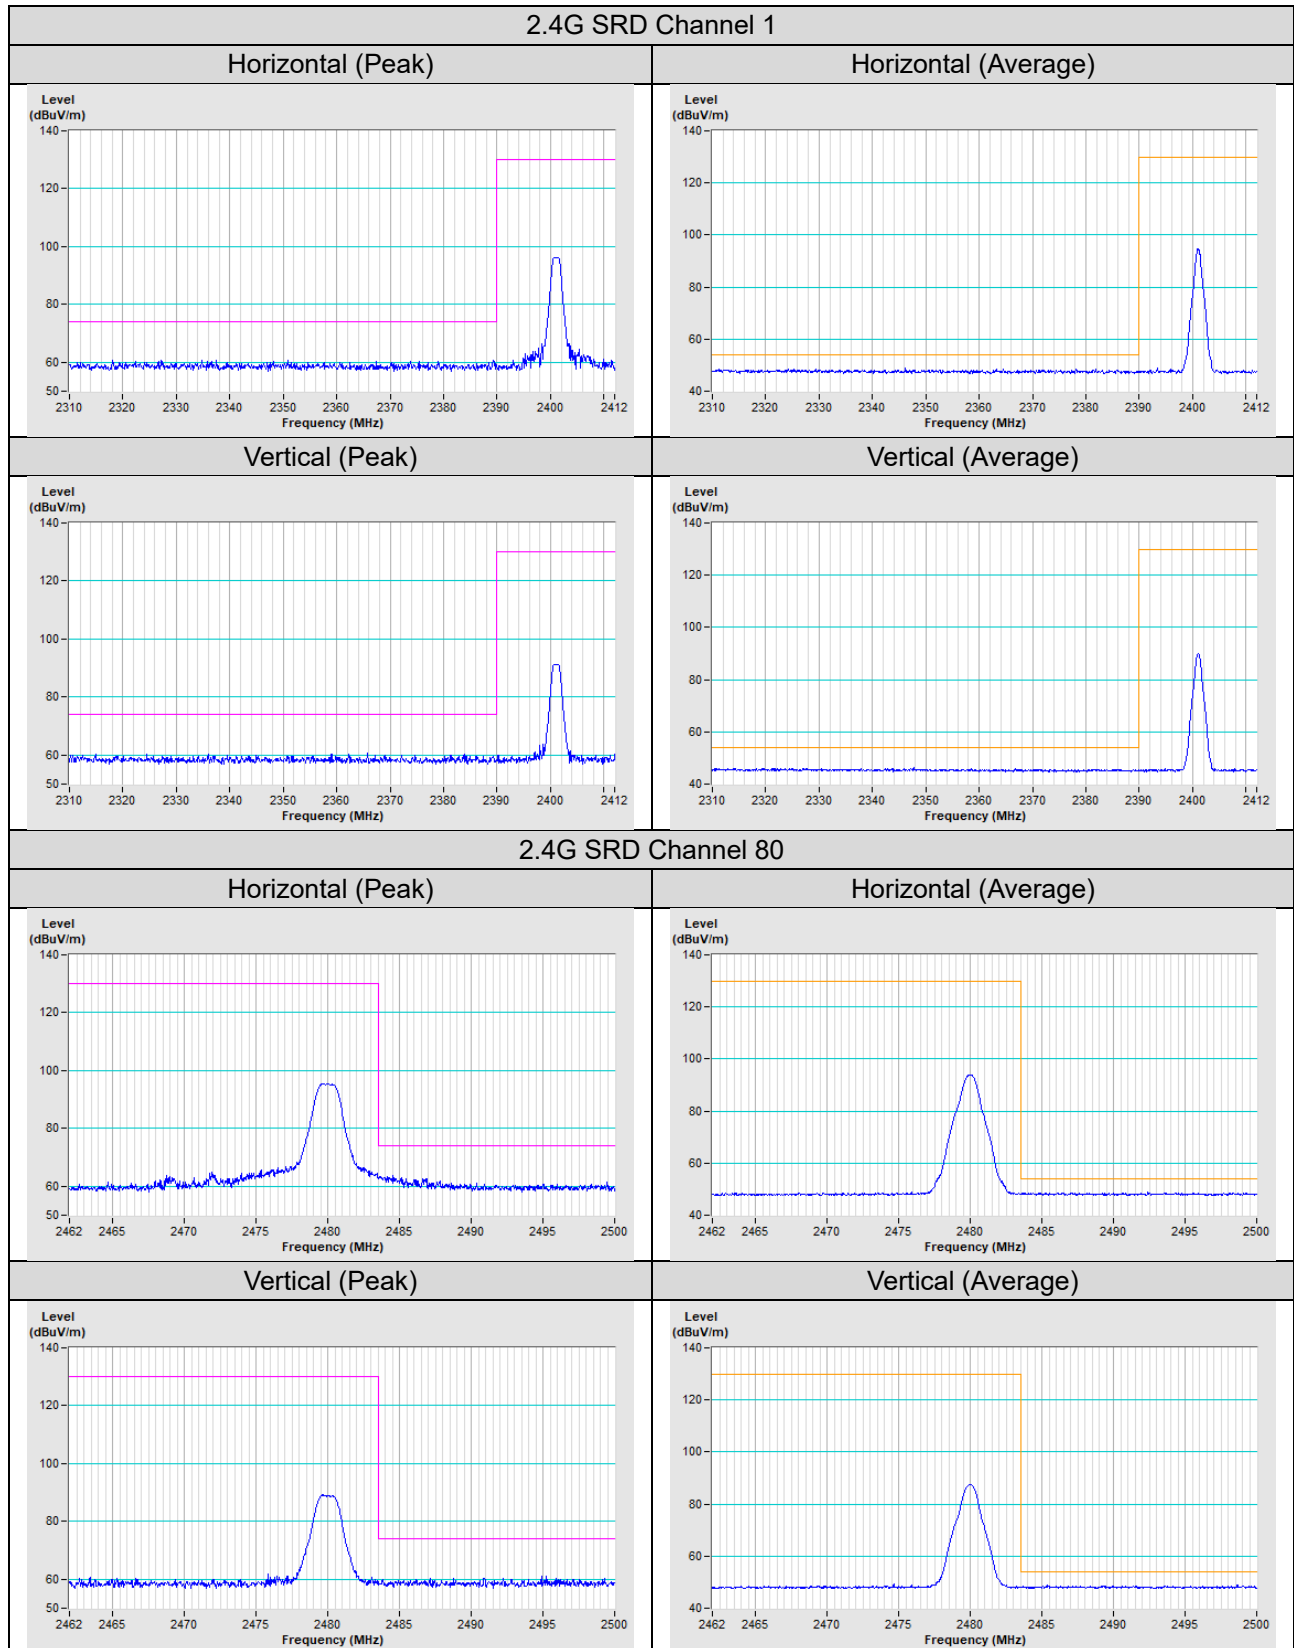 2.4G SRD Channel 1
Horizontal (Peak)
Horizontal (Average)
Level
(dBuV/m)
140
120
100
80
60
50
2310 2320 2330 2340 2350 2360 2370 2380 2390 2400 2412
Frequency (MHz)
Level
(dBuV/m)
140
120
100
80
60
40
2310 2320 2330 2340 2350 2360 2370 2380 2390 2400 2412
Frequency (MHz)
Vertical (Peak)
Vertical (Average)
Level
(dBuV/m)
140
120
100
80
60
50
2310 2320 2330 2340 2350 2360 2370 2380 2390 2400 2412
Frequency (MHz)
Level
(dBuV/m)
140
120
100
80
60
40
2310 2320 2330 2340 2350 2360 2370 2380 2390 2400 2412
Frequency (MHz)
2.4G SRD Channel 80
Horizontal (Peak)
Horizontal (Average)
Level
(dBuV/m)
140
120
100
80
60
50
2462 2465 2470 2475 2480 2485 2490 2495 2500
Frequency (MHz)
Level
(dBuV/m)
140
120
100
80
60
40
2462 2465 2470 2475 2480 2485 2490 2495 2500
Frequency (MHz)
Vertical (Peak)
Vertical (Average)
Level
(dBuV/m)
140
120
100
80
60
50
2462 2465 2470 2475 2480 2485 2490 2495 2500
Frequency (MHz)
Level
(dBuV/m)
140
120
100
80
60
40
2462 2465 2470 2475 2480 2485 2490 2495 2500
Frequency (MHz)